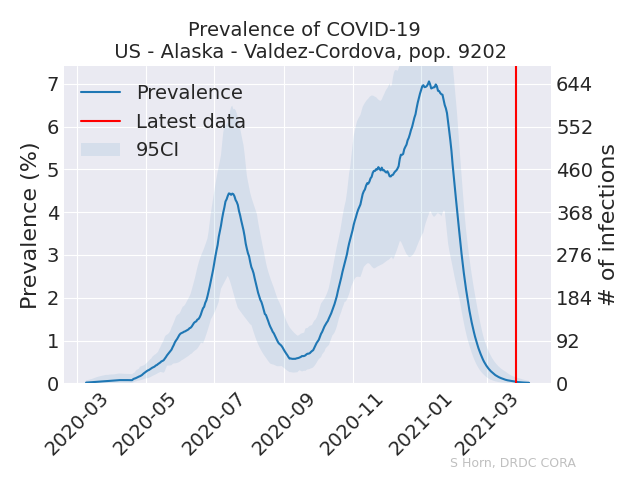 Prevalence of COVID-19
US - Alaska - Valdez-Cordova, pop. 9202
Prevalence
Latest data
95CI
Prevalence (%)
7
6
5
4
3
2
1
0
644
552
460
368
276
184
92
0
# of infections
2020-03
2020-05
2020-07
2020-09
2020-11
2021-01
2021-03
S Horn, DRDC CORA